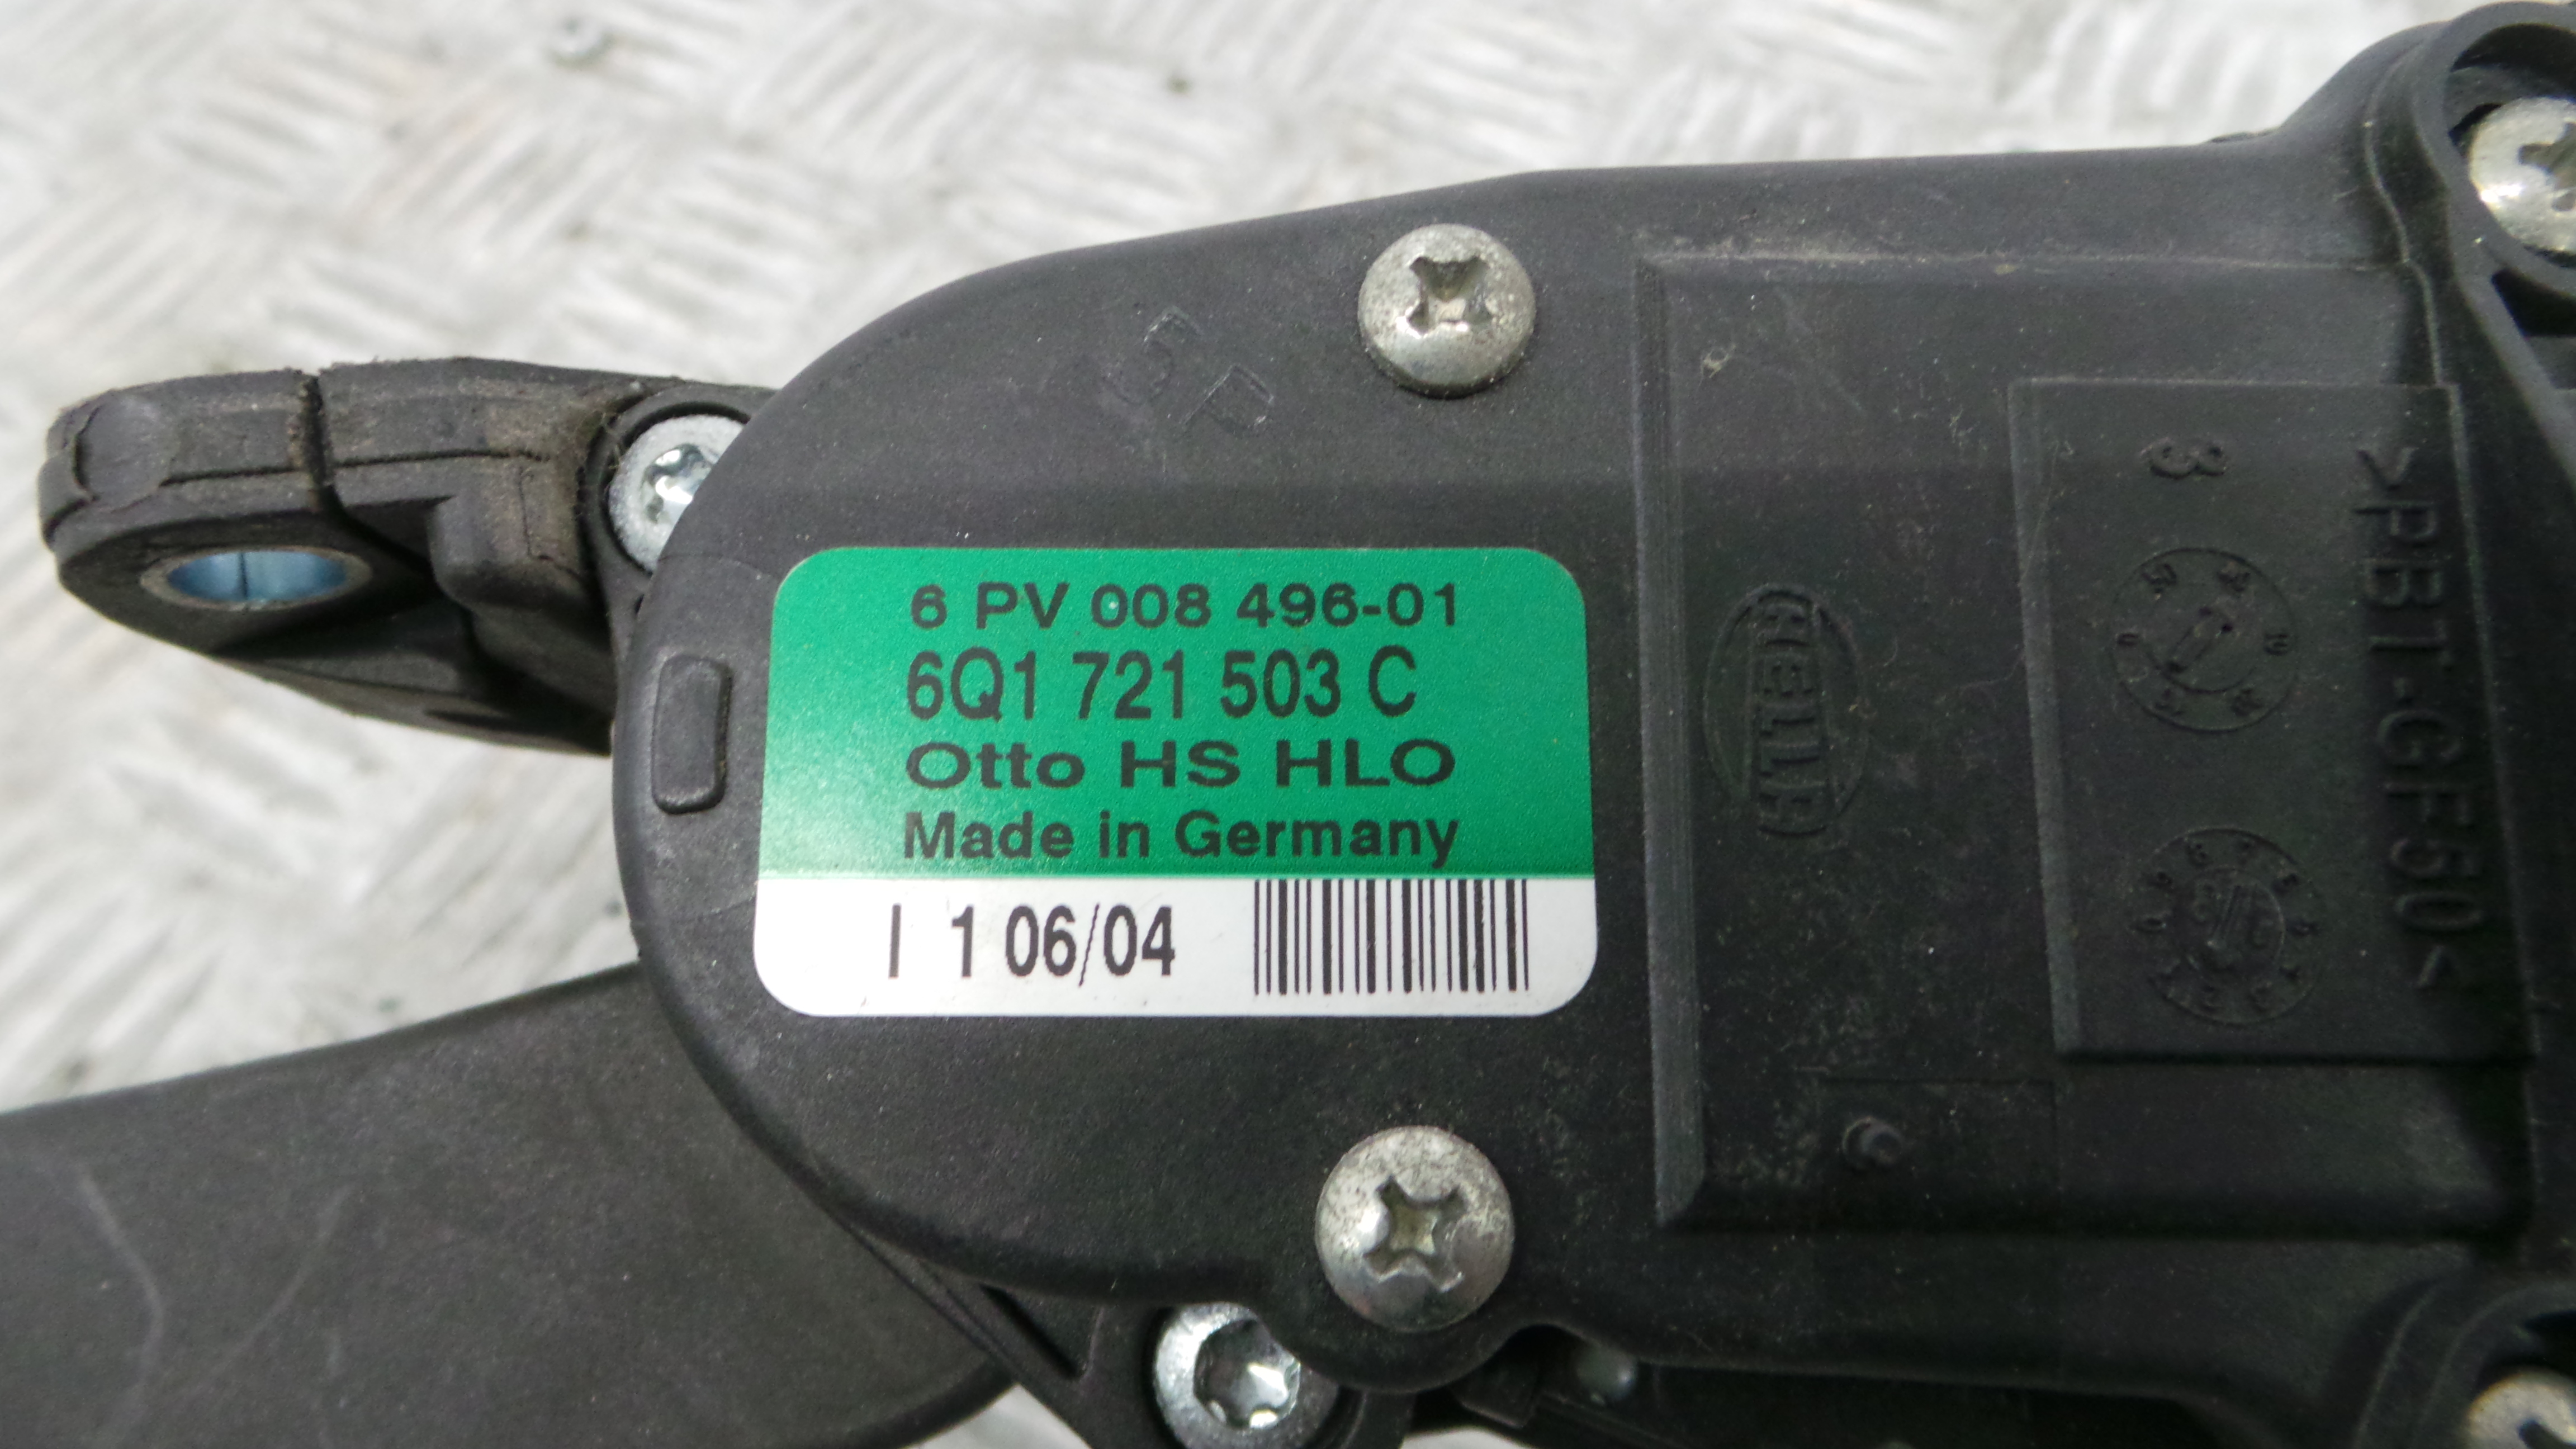 6 PV 008 496-01
6Q1 721 503 C
Otto HS HLO
Made in Germany
I 1 06/04
HELLA
3
>PBT-GF50<